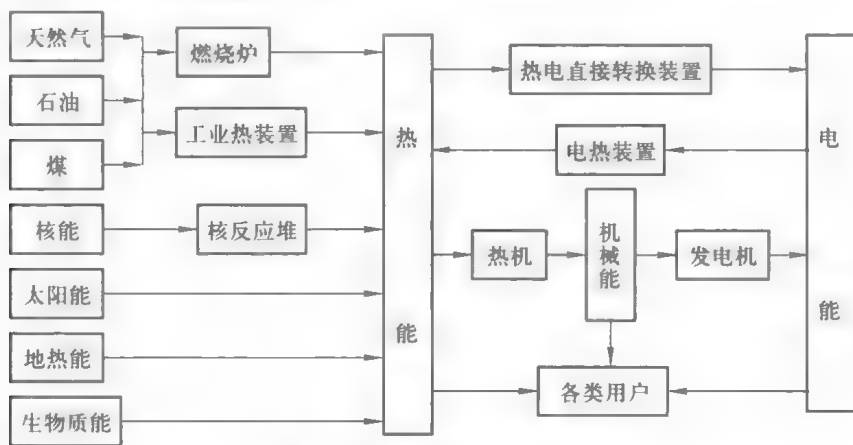 天然气
石油
煤
核能
太阳能
地热能
生物质能
燃烧炉
工业热装置
核反应堆
热能
热电直接转换装置
电热装置
热机
机械能
发电机
各类用户
电能